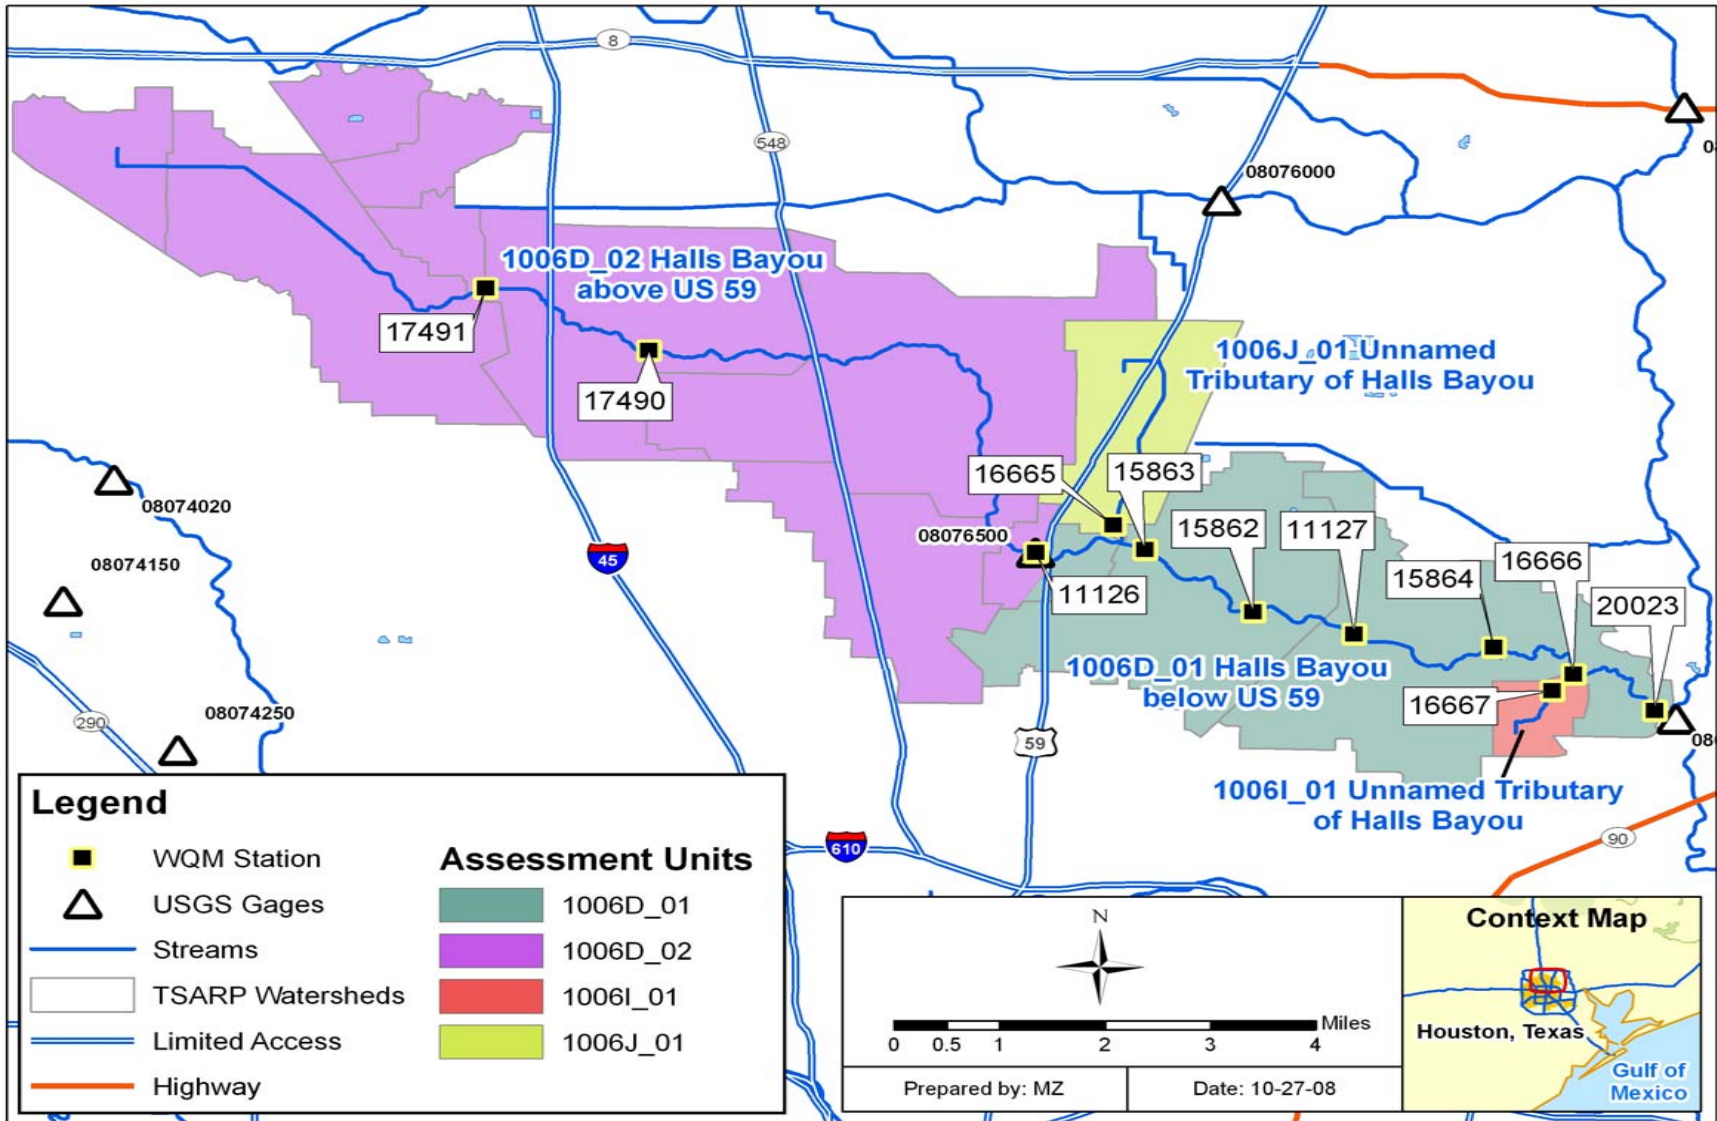 8
548
08076000
0
1006D_02 Halls Bayou
above US 59
17491
17490
1006J_01 Unnamed
Tributary of Halls Bayou
16665
15863
15862
11127
08076500
11126
15864
16666
20023
08074020
08074150
45
1006D_01 Halls Bayou
below US 59
16667
08074250
290
59
08
1006I_01 Unnamed Tributary
of Halls Bayou
610
90
Legend
WQM Station
USGS Gages
Streams
TSARP Watersheds
Limited Access
Highway
Assessment Units
1006D_01
1006D_02
1006I_01
1006J_01
N
Miles
0 0.5 1 2 3 4
Prepared by: MZ
Date: 10-27-08
Context Map
Houston, Texas
Gulf of
Mexico